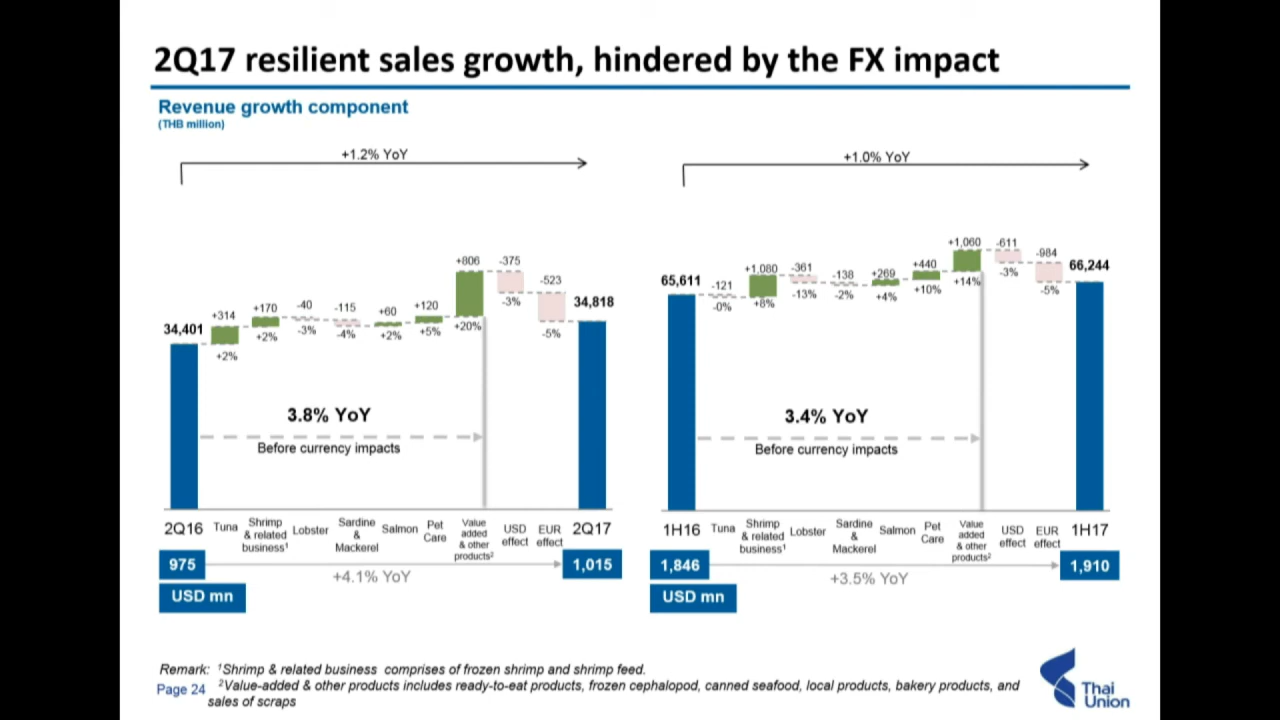 2Q17 resilient sales growth, hindered by the FX impact
Revenue growth component
(THB million)
+1.2% YoY
34,401
+314
+2%
+170
+2%
-40
-3%
-115
-4%
+60
+2%
+120
+5%
+806
+20%
-375
-3%
-523
-5%
34,818
3.8% YoY
Before currency impacts
2Q16
Tuna
Shrimp
& related
business¹
Lobster
Sardine
&
Mackerel
Salmon
Pet
Care
Value
added
& other
products²
USD
effect
EUR
effect
2Q17
975
+4.1% YoY
1,015
USD mn
+1.0% YoY
65,611
-121
-0%
+1,080
+8%
-361
-13%
-138
-2%
+269
+4%
+440
+10%
+1,060
+14%
-611
-3%
-984
-5%
66,244
3.4% YoY
Before currency impacts
1H16
Tuna
Shrimp
& related
business¹
Lobster
Sardine
&
Mackerel
Salmon
Pet
Care
Value
added
& other
products²
USD
effect
EUR
effect
1H17
1,846
+3.5% YoY
1,910
USD mn
Remark: ¹Shrimp & related business comprises of frozen shrimp and shrimp feed.
Page 24 ²Value-added & other products includes ready-to-eat products, frozen cephalopod, canned seafood, local products, bakery products, and
sales of scraps
Thai
Union